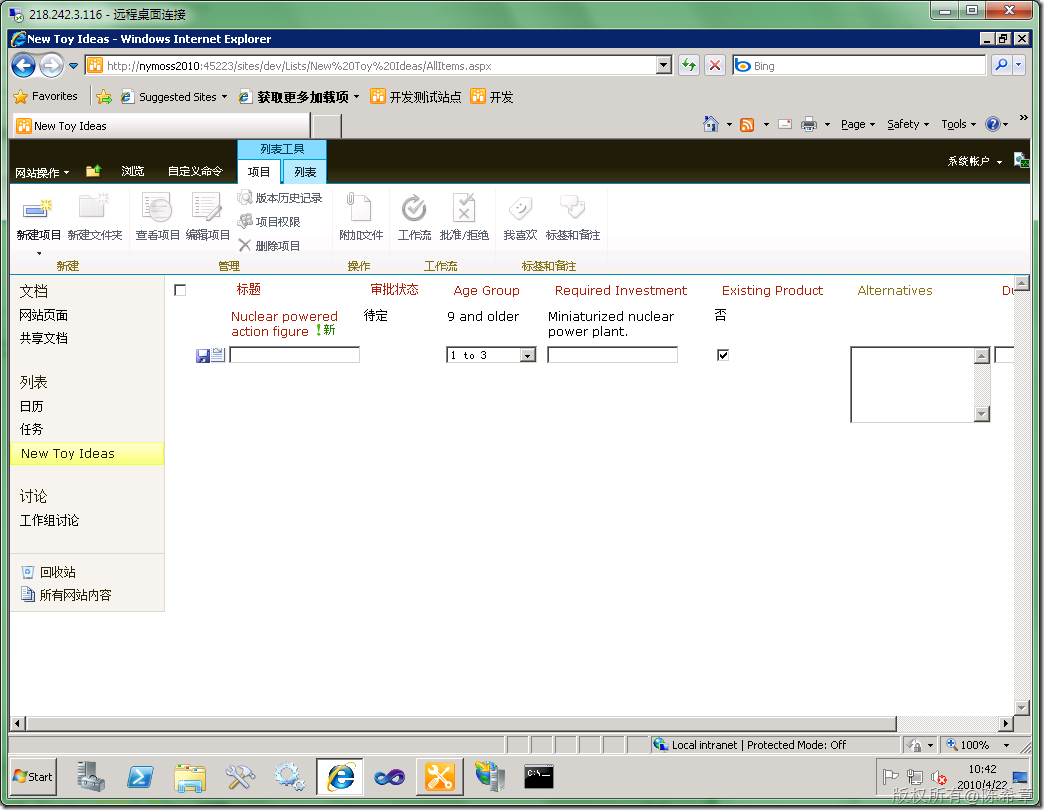 218.242.3.116 - 远程桌面连接
New Toy Ideas - Windows Internet Explorer
http://nymoss2010:45223/sites/dev/Lists/New%20Toy%20Ideas/AllItems.aspx
Bing
Favorites Suggested Sites 获取更多加载项 开发测试站点 开发
New Toy Ideas
Page Safety Tools
列表工具
网站操作 浏览 自定义命令 项目 列表 系统帐户
新建项目 新建文件夹 查看项目 编辑项目 版本历史记录 项目权限 删除项目 附加文件 工作流 批准/拒绝 我喜欢 标签和备注
新建 管理 操作 工作流 标签和备注
文档
网站页面
共享文档
列表
日历
任务
New Toy Ideas
讨论
工作组讨论
回收站
所有网站内容
标题 审批状态 Age Group Required Investment Existing Product Alternatives
Nuclear powered 待定 9 and older Miniaturized nuclear 否
action figure !新 power plant.
1 to 3
Local intranet | Protected Mode: Off 100%
Start
C:\_
10:42
2010/4/22
版权所有@陈希章